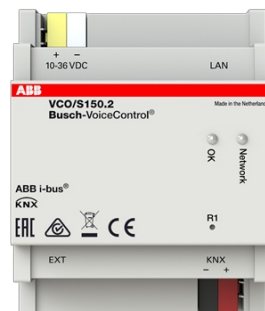 + −
10-36 VDC
LAN
ABB
VCO/S150.2
Made in the Netherlands
Busch-VoiceControl®
OK
Network
ABB i-bus®
KNX
EAC
CE
R1
EXT
KNX
− +